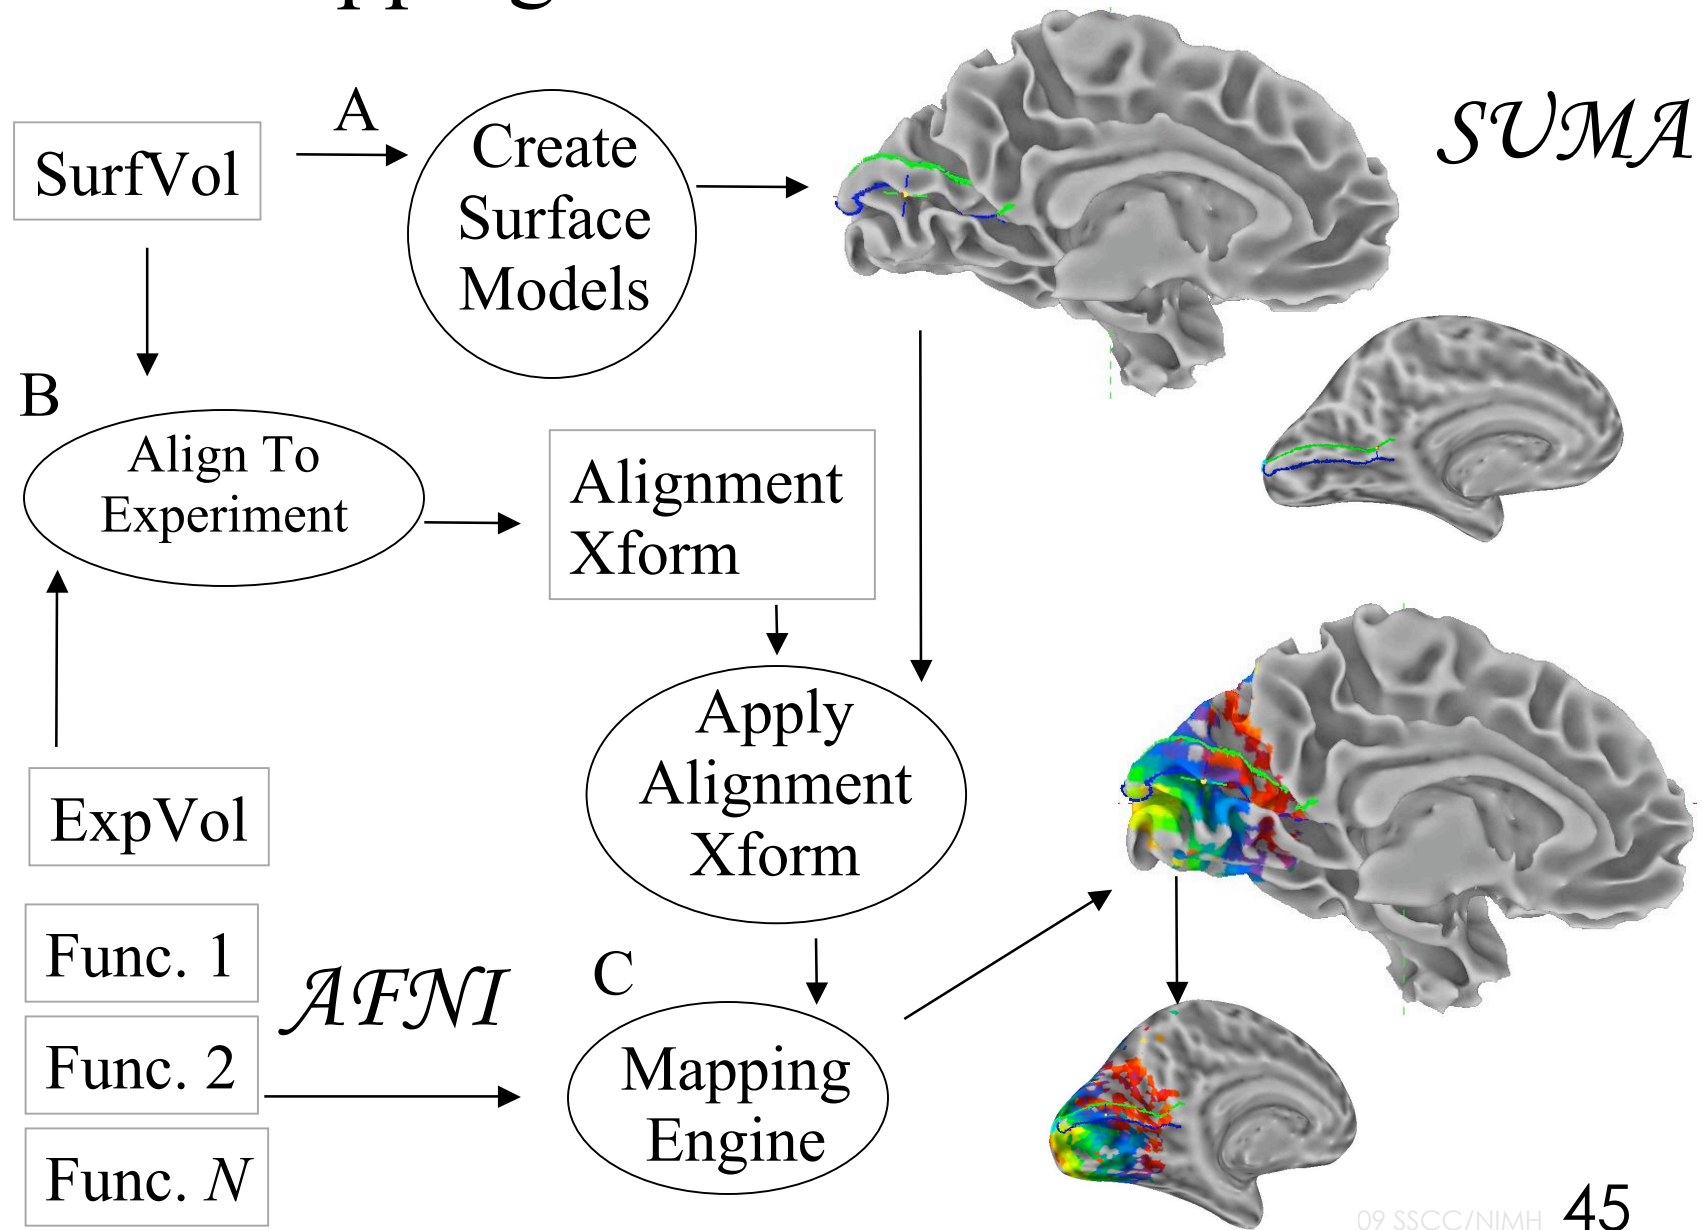 pping
A
SurfVol
Create
Surface
Models
SUMA
B
Align To
Experiment
Alignment
Xform
Apply
Alignment
Xform
ExpVol
Func. 1
Func. 2
Func. N
AFNI
C
Mapping
Engine
09 SSCC/NIMH
45